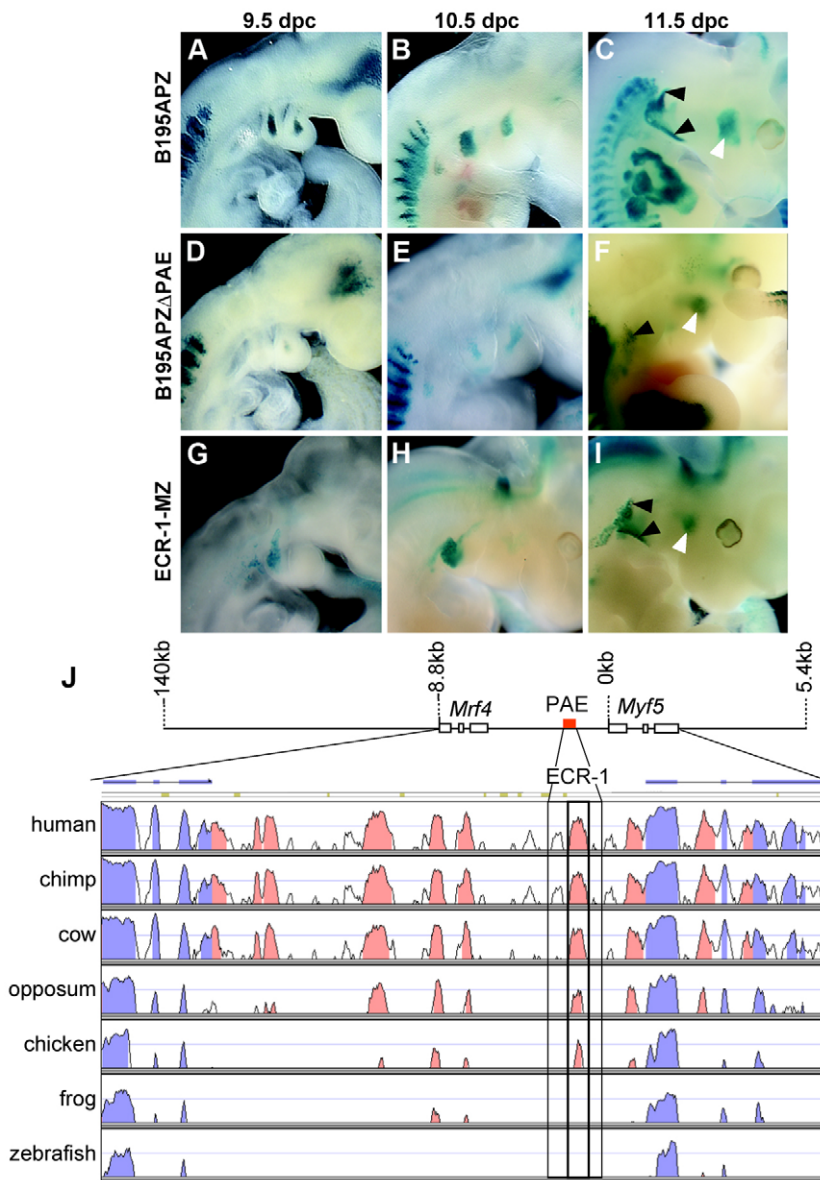 9.5 dpc 10.5 dpc 11.5 dpc
B195APZ
A B C
B195APZΔPAE
D E F
ECR-1-MZ
G H I
J
140kb 8.8kb 0kb 5.4kb
Mrf4 PAE Myf5
ECR-1
human
chimp
cow
opposum
chicken
frog
zebrafish